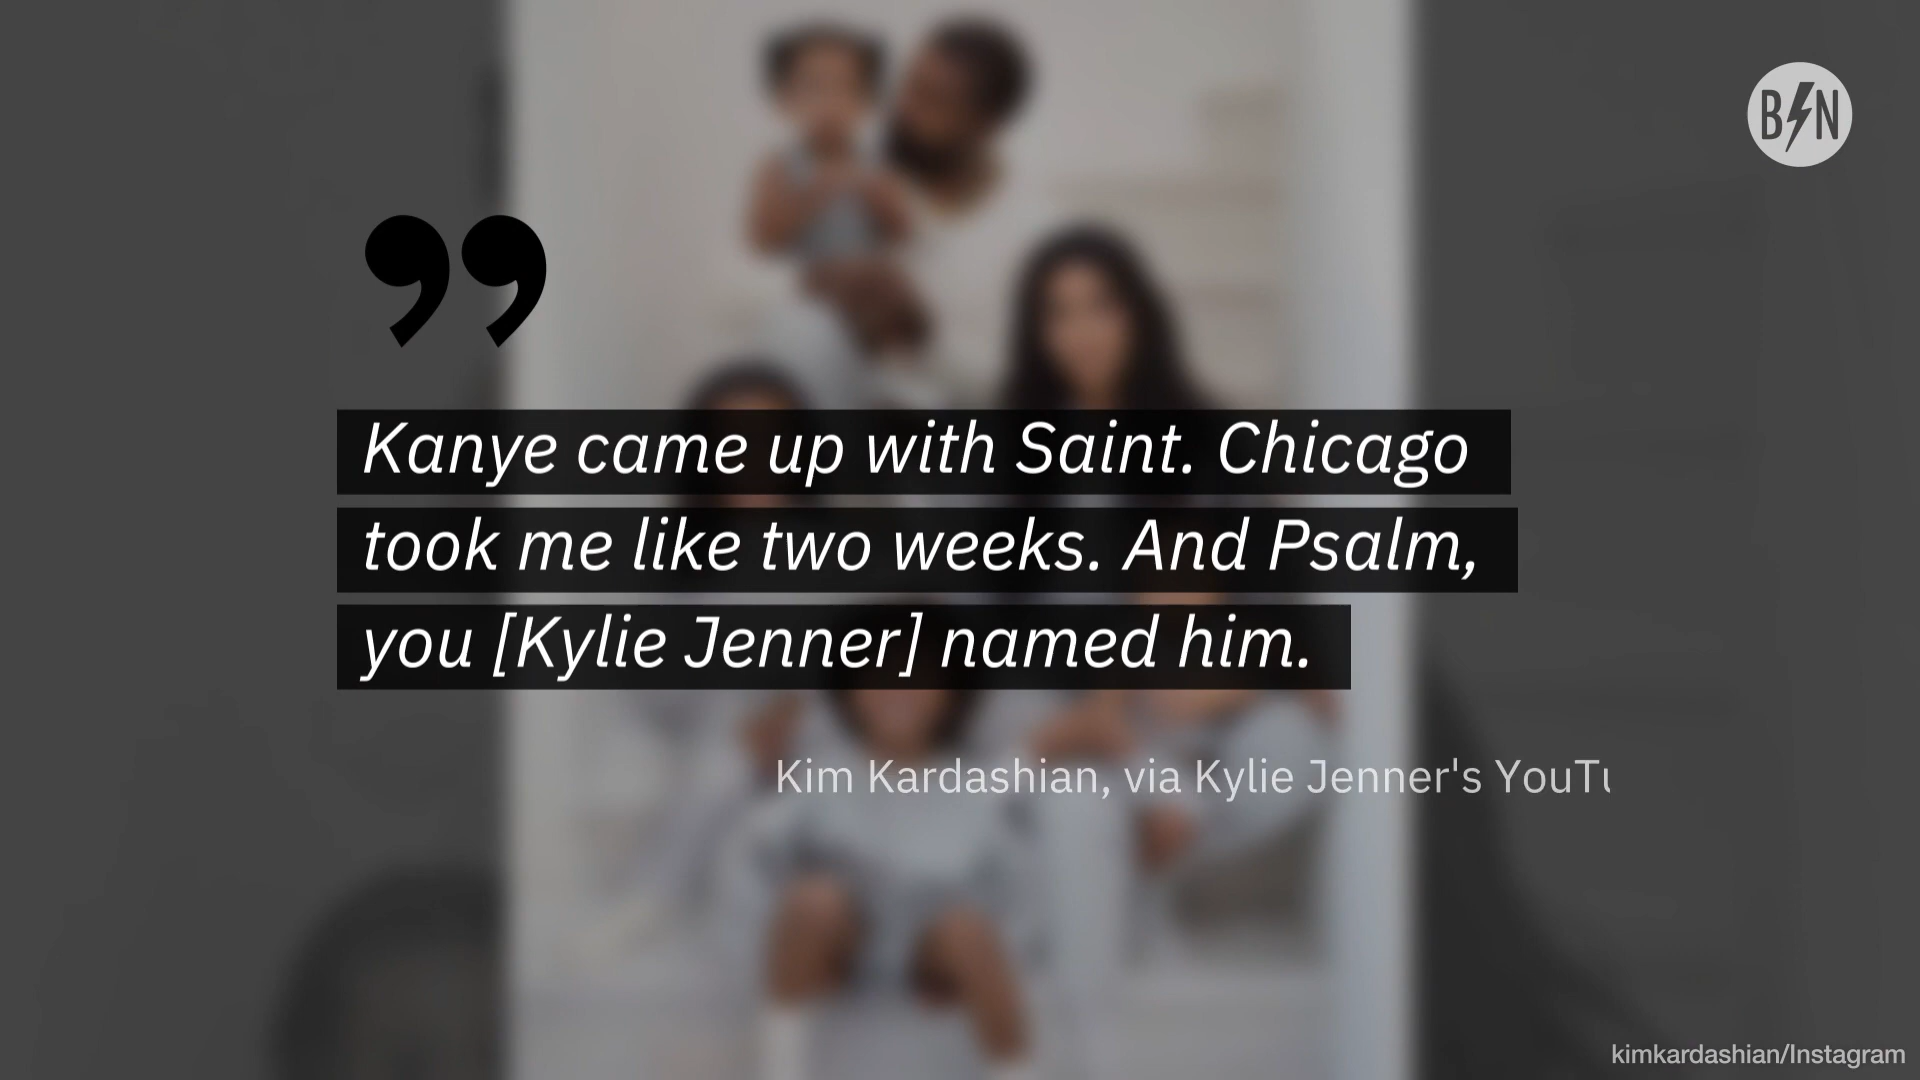 B N
”
Kanye came up with Saint. Chicago
took me like two weeks. And Psalm,
you [Kylie Jenner] named him.
Kim Kardashian, via Kylie Jenner's YouTu
kimkardashian/Instagram